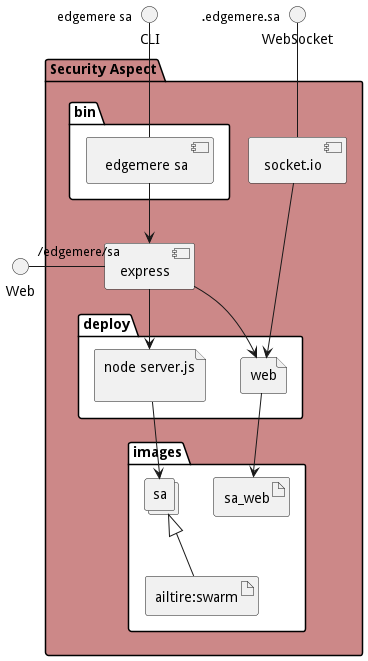 edgemere sa
.edgemere.sa
CLI
WebSocket
Security Aspect
bin
edgemere sa
socket.io
/edgemere/sa
express
Web
deploy
node server.js
web
images
sa
sa_web
ailtire:swarm